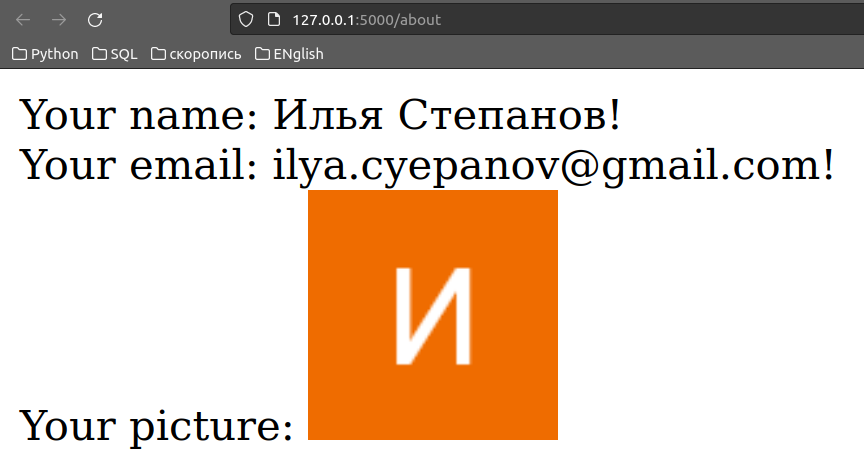 127.0.0.1:5000/about
Python SQL скоропись ENglish
Your name: Илья Степанов!
Your email: ilya.cyepanov@gmail.com!
И
Your picture: